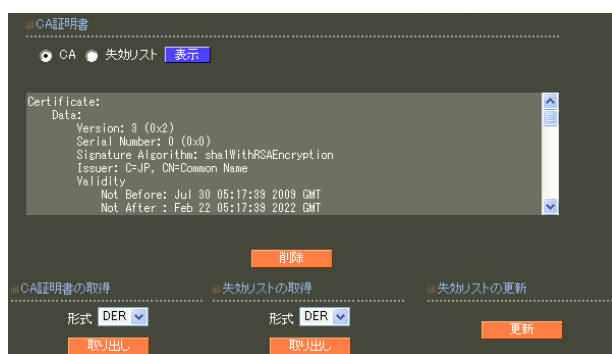 CA証明書
CA 失効リスト 表示
Certificate:
Data:
Version: 3 (0x2)
Serial Number: 0 (0x0)
Signature Algorithm: sha1WithRSAEncryption
Issuer: C=JP, CN=Common Name
Validity
Not Before: Jul 30 05:17:39 2009 GMT
Not After : Feb 22 05:17:39 2022 GMT
削除
CA証明書の取得 失効リストの取得 失効リストの更新
形式 DER 形式 DER
更新
取り出し 取り出し